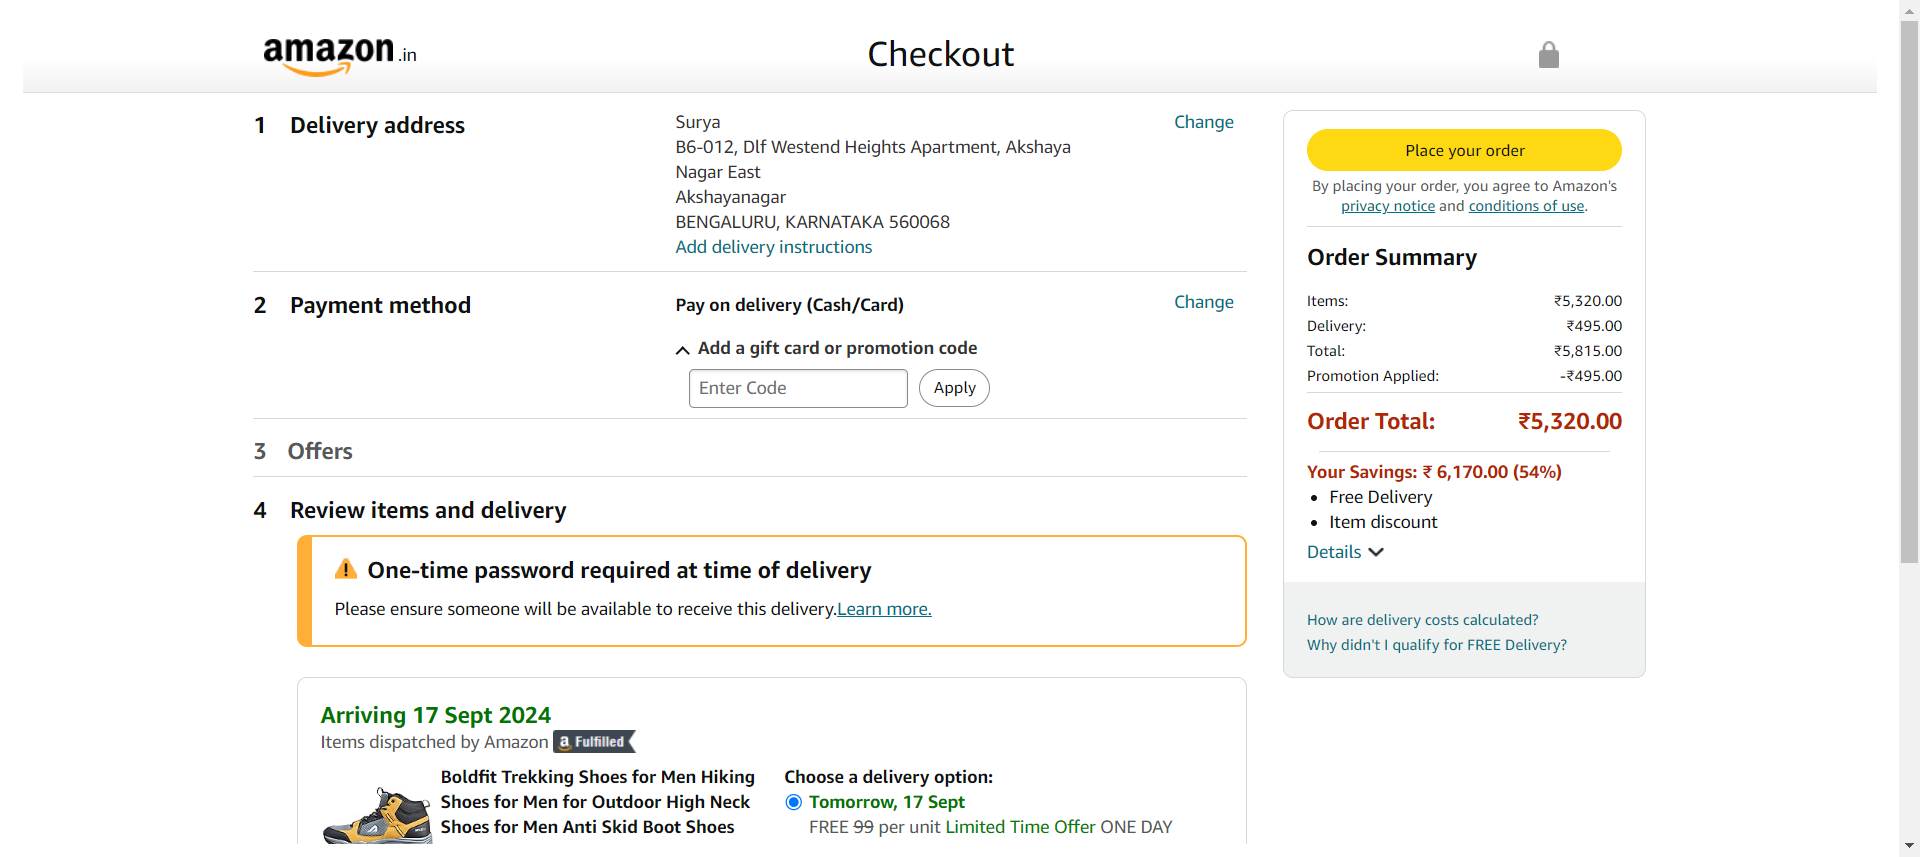 amazon.in
Checkout
1 Delivery address
Surya
B6-012, Dlf Westend Heights Apartment, Akshaya
Nagar East
Akshayanagar
BENGALURU, KARNATAKA 560068
Add delivery instructions
Change
2 Payment method
Pay on delivery (Cash/Card)
Change
Add a gift card or promotion code
Enter Code
Apply
3 Offers
4 Review items and delivery
One-time password required at time of delivery
Please ensure someone will be available to receive this delivery.Learn more.
Arriving 17 Sept 2024
Items dispatched by Amazon a Fulfilled
Boldfit Trekking Shoes for Men Hiking
Shoes for Men for Outdoor High Neck
Shoes for Men Anti Skid Boot Shoes
Choose a delivery option:
Tomorrow, 17 Sept
FREE 99 per unit Limited Time Offer ONE DAY
Place your order
By placing your order, you agree to Amazon's
privacy notice and conditions of use.
Order Summary
Items: ₹5,320.00
Delivery: ₹495.00
Total: ₹5,815.00
Promotion Applied: -₹495.00
Order Total: ₹5,320.00
Your Savings: ₹ 6,170.00 (54%)
• Free Delivery
• Item discount
Details
How are delivery costs calculated?
Why didn't I qualify for FREE Delivery?